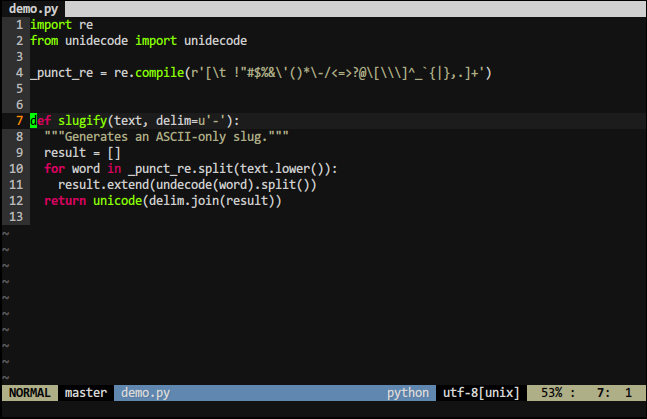 demo.py
1 import re
2 from unidecode import unidecode
3
4 _punct_re = re.compile(r'[\t !"#$%&\'()*\-/<=>?@\[\\\]^_`{|},.]+')
5
6
7 def slugify(text, delim=u'-'):
8   """Generates an ASCII-only slug."""
9   result = []
10   for word in _punct_re.split(text.lower()):
11     result.extend(undecode(word).split())
12   return unicode(delim.join(result))
13
~
~
~
~
~
~
~
~
~
~
NORMAL master demo.py python utf-8[unix] 53% : 7: 1